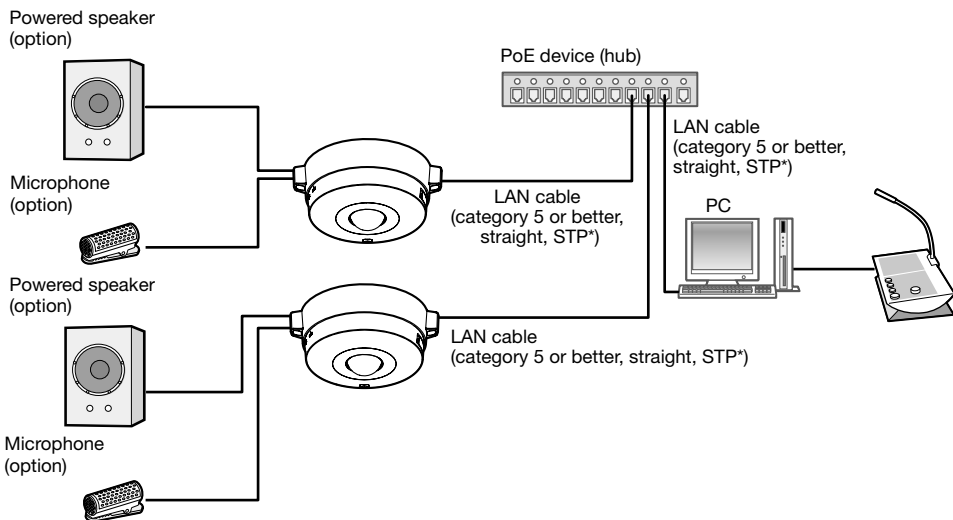 Powered speaker
(option)
PoE device (hub)
LAN cable
(category 5 or better,
straight, STP*)
Microphone
(option)
LAN cable
(category 5 or better,
straight, STP*)
PC
Powered speaker
(option)
LAN cable
(category 5 or better, straight, STP*)
Microphone
(option)